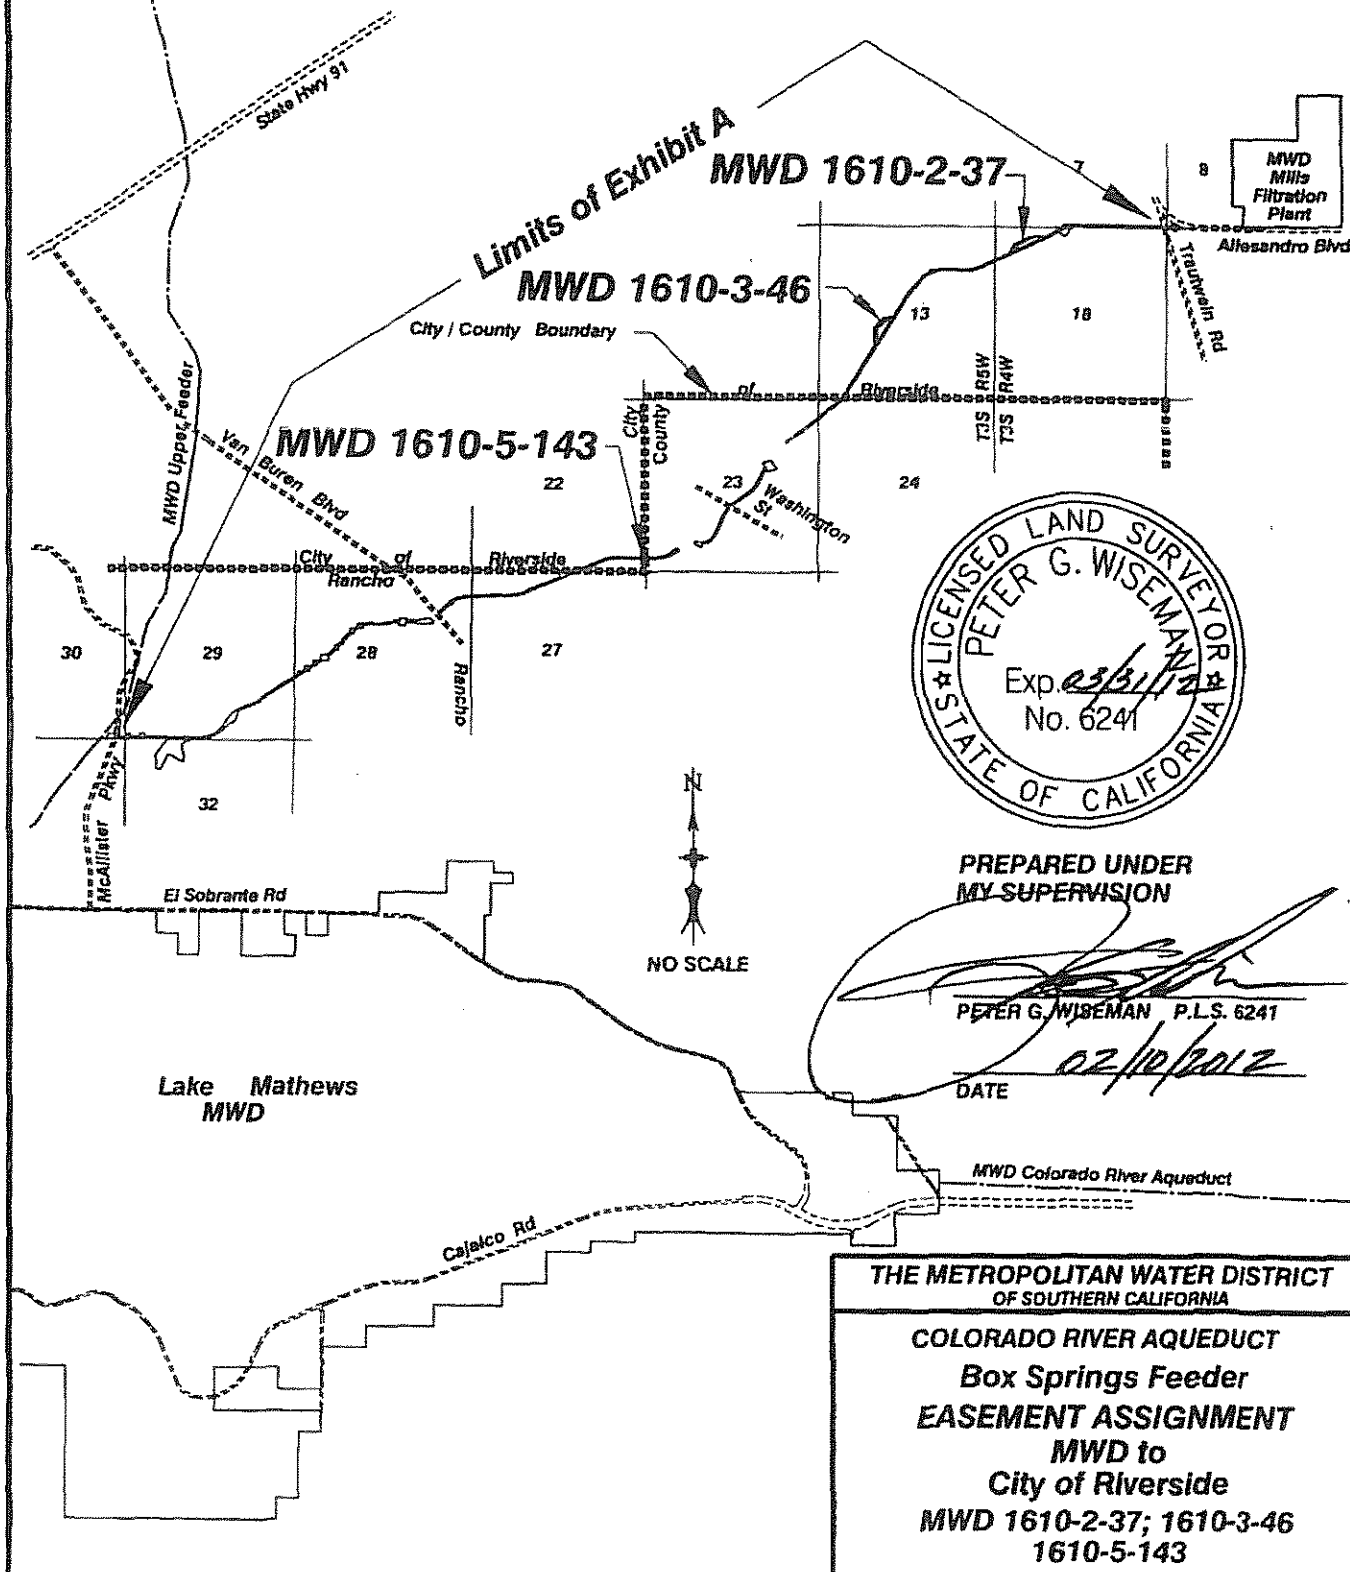 State Hwy 91
Limits of Exhibit A
MWD 1610-2-37
7
8
MWD
Mills
Filtration
Plant
Allesandro Blvd
Trautwein Rd
MWD 1610-3-46
13
18
City / County Boundary
MWD Upper Feeder
of
Riverside
T3S R5W
T3S R4W
City
County
MWD 1610-5-143
Van Buren Blvd
22
23
24
Washington
St
City of Riverside
Rancho
30
29
28
27
Rancho
32
McAllister Pkwy
LICENSED LAND SURVEYOR
PETER G. WISEMAN
Exp. 03/31/12
No. 6241
STATE OF CALIFORNIA
N
NO SCALE
PREPARED UNDER
MY SUPERVISION
PETER G. WISEMAN P.L.S. 6241
02/10/2012
DATE
El Sobrante Rd
Lake Mathews
MWD
MWD Colorado River Aqueduct
Cajalco Rd
THE METROPOLITAN WATER DISTRICT
OF SOUTHERN CALIFORNIA
COLORADO RIVER AQUEDUCT
Box Springs Feeder
EASEMENT ASSIGNMENT
MWD to
City of Riverside
MWD 1610-2-37; 1610-3-46
1610-5-143